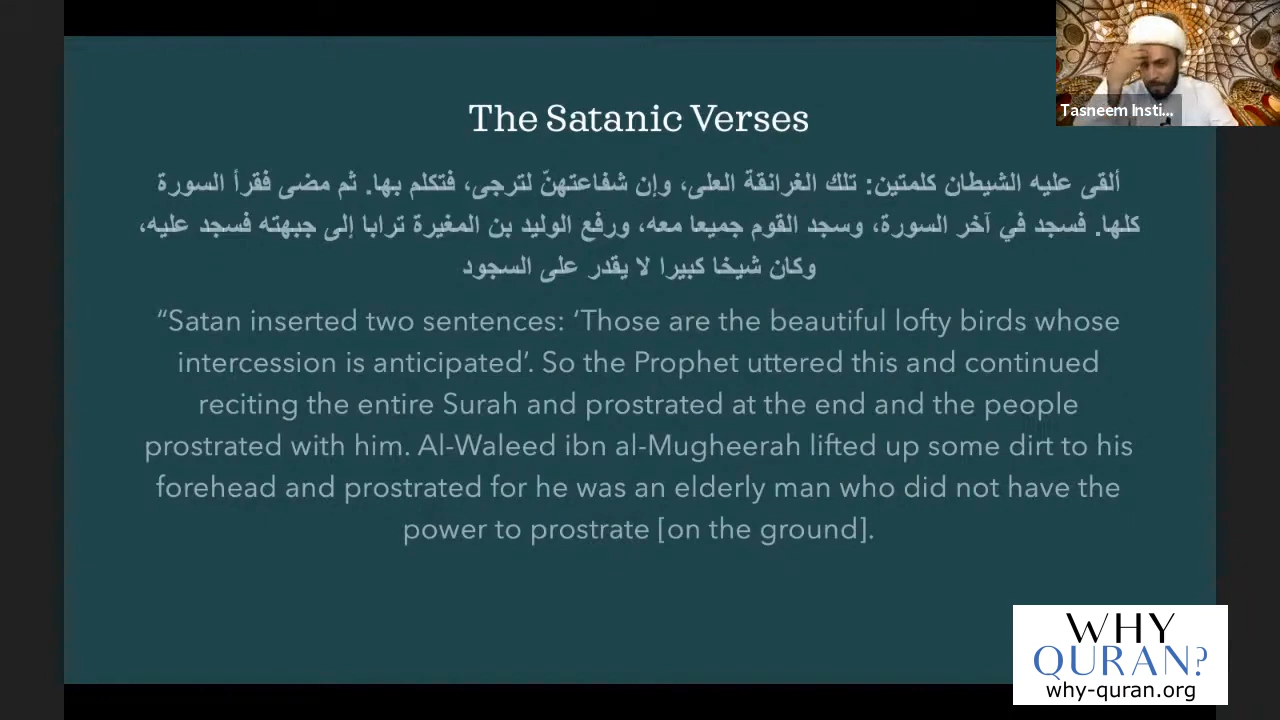 Tasneem Insti...
The Satanic Verses
ألقى عليه الشيطان كلمتين: تلك الغرانقة العلى، وإن شفاعتهنّ لترجى، فتكلم بها. ثم مضى فقرأ السورة
كلها. فسجد في آخر السورة، وسجد القوم جميعا معه، ورفع الوليد بن المغيرة ترابا إلى جبهته فسجد عليه،
وكان شيخا كبيرا لا يقدر على السجود
“Satan inserted two sentences: ‘Those are the beautiful lofty birds whose
intercession is anticipated’. So the Prophet uttered this and continued
reciting the entire Surah and prostrated at the end and the people
prostrated with him. Al-Waleed ibn al-Mugheerah lifted up some dirt to his
forehead and prostrated for he was an elderly man who did not have the
power to prostrate [on the ground].
WHY
QURAN?
why-quran.org